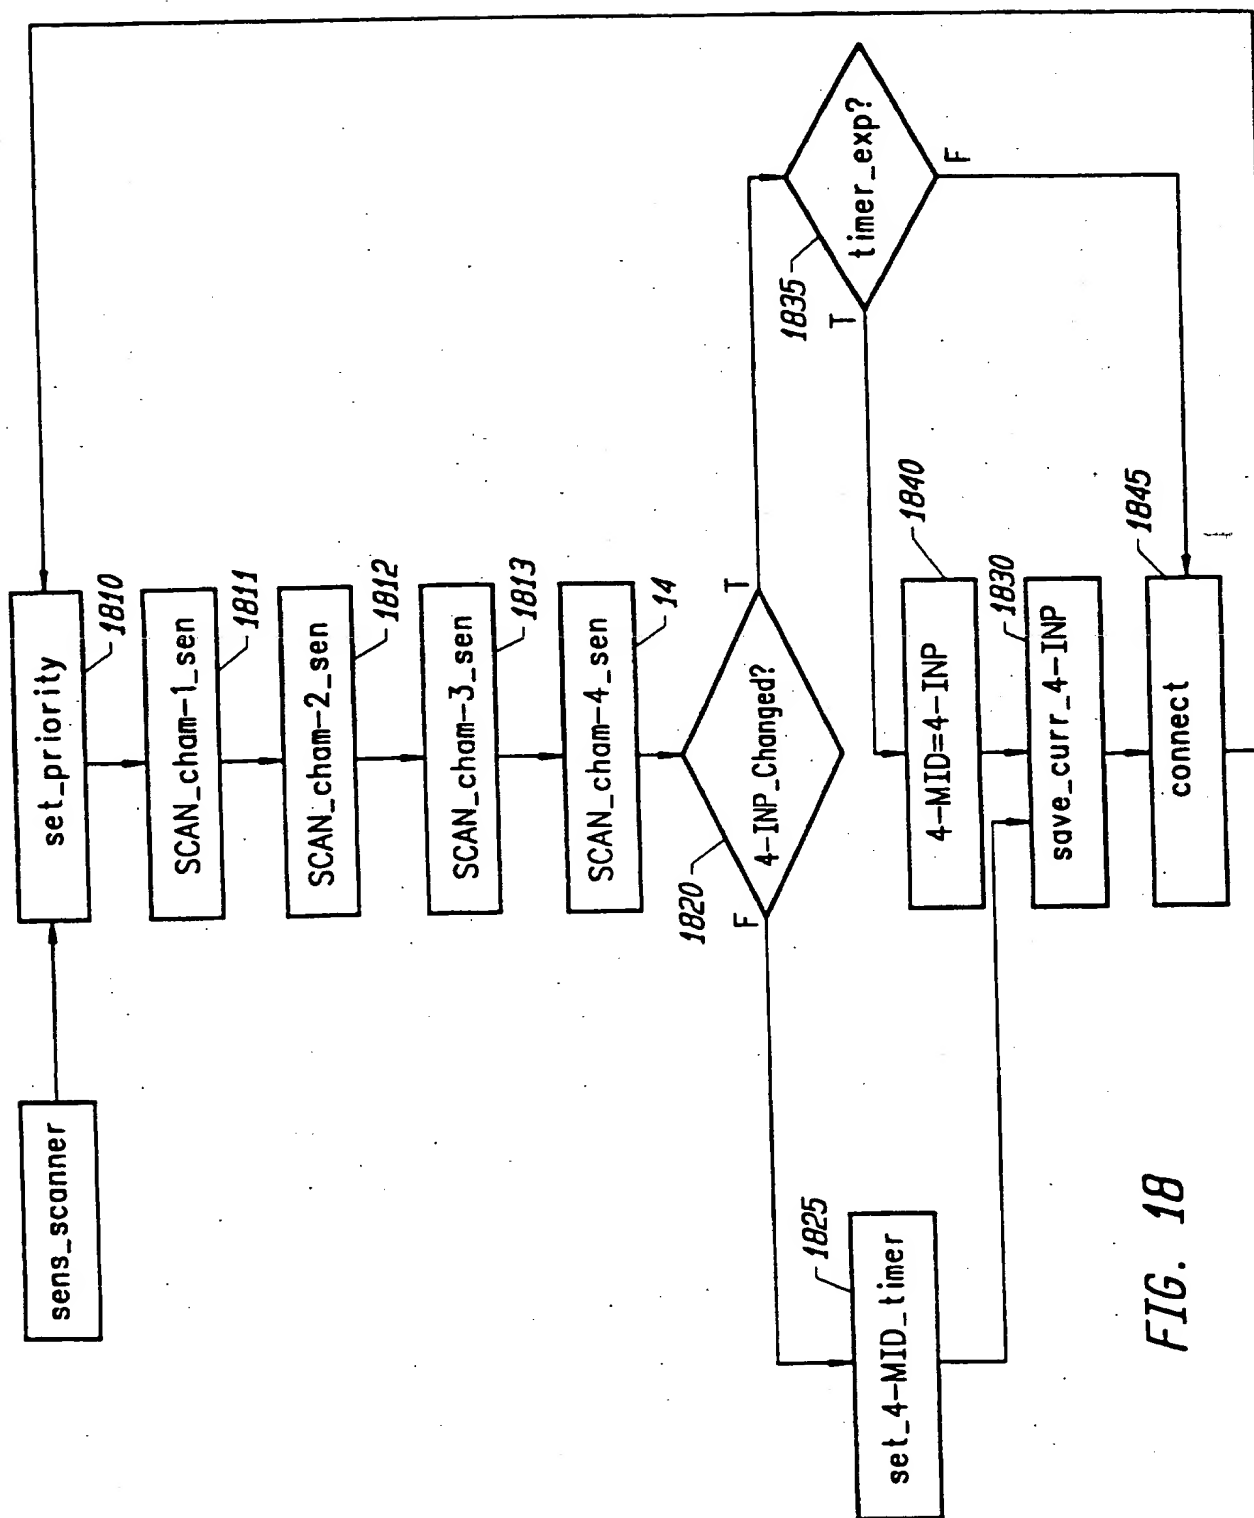 sens_scanner
set_priority
1810
SCAN_cham-1_sen
1811
SCAN_cham-2_sen
1812
SCAN_cham-3_sen
1813
SCAN_cham-4_sen
14
1820
4-INP_Changed?
F
T
1835
timer_exp?
T
F
1825
set_4-MID_timer
4-MID=4-INP
1840
save_curr_4-INP
1830
connect
1845
FIG. 18